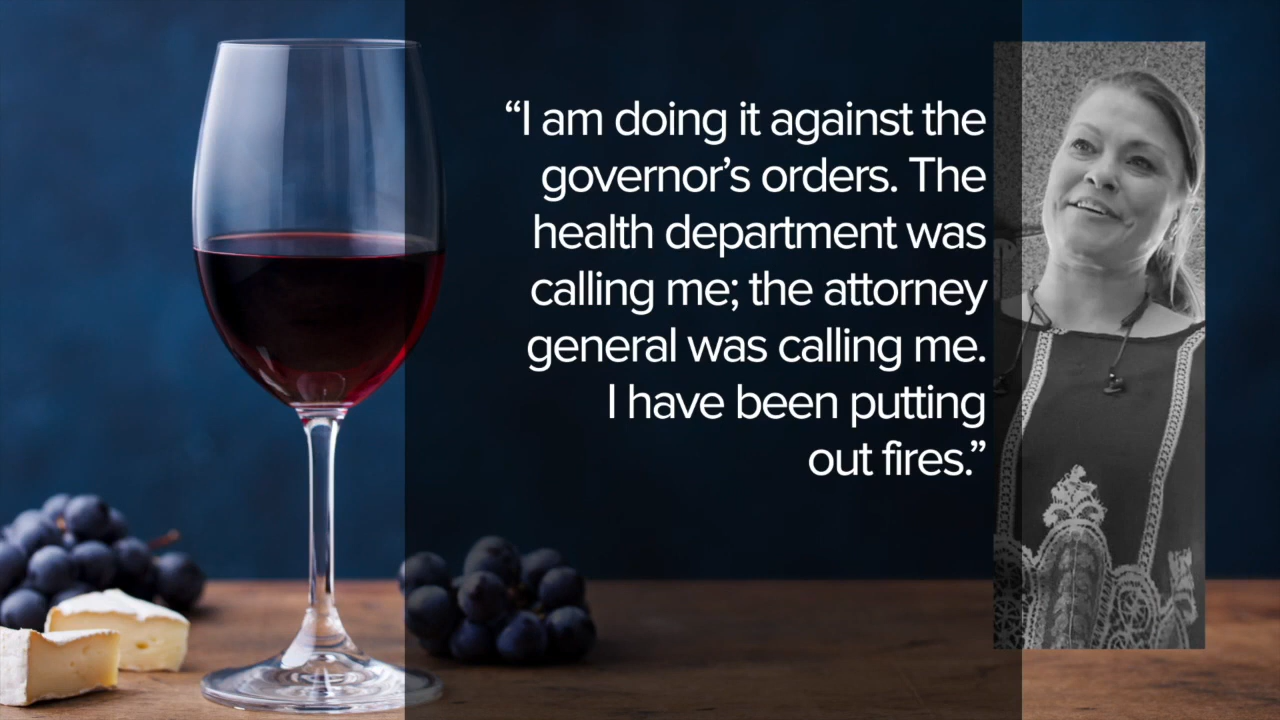 “I am doing it against the
governor’s orders. The
health department was
calling me; the attorney
general was calling me.
I have been putting
out fires.”